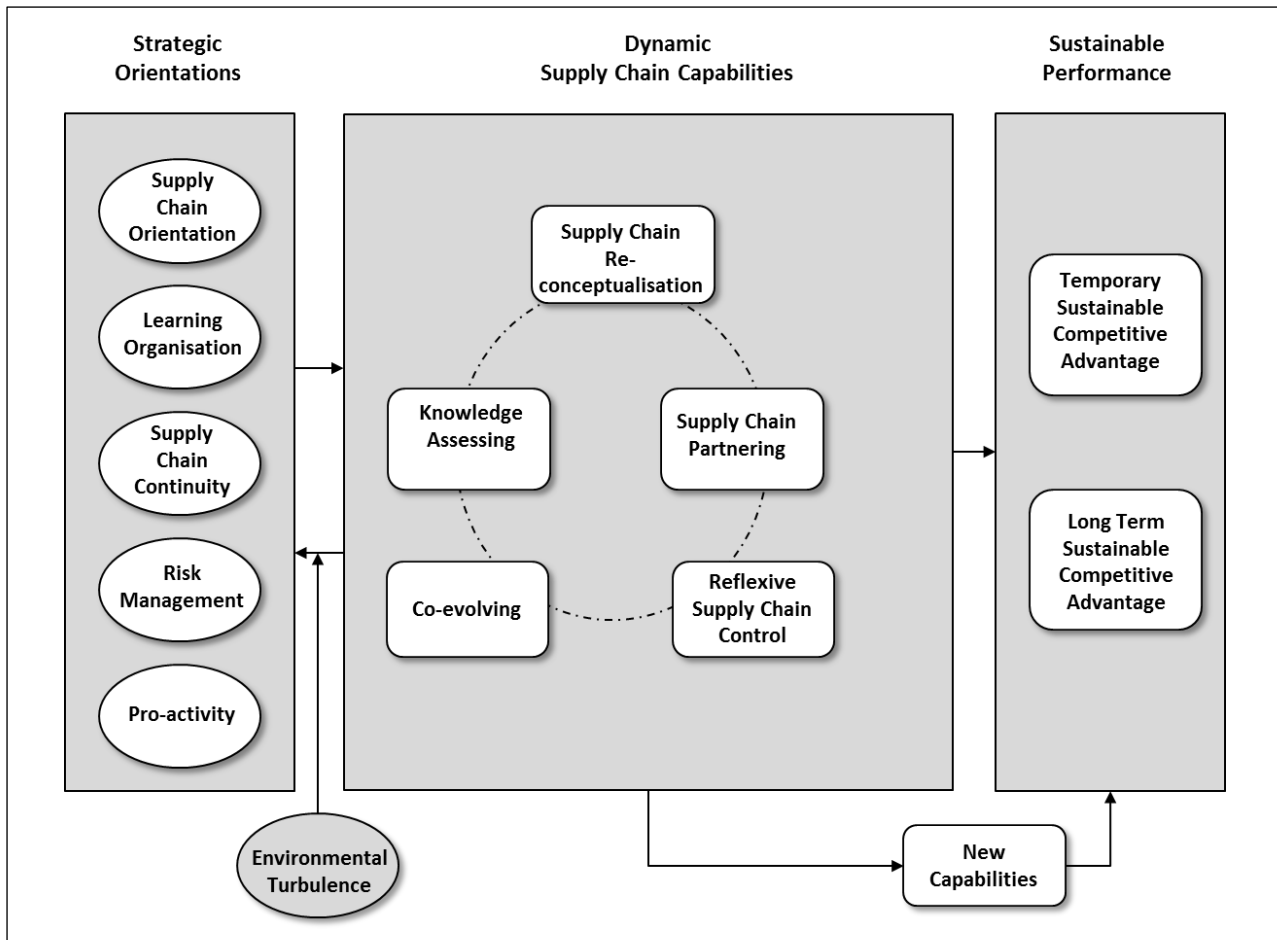 Strategic
Orientations
Dynamic
Supply Chain Capabilities
Sustainable
Performance
Supply
Chain
Orientation
Learning
Organisation
Supply
Chain
Continuity
Risk
Management
Pro-activity
Supply Chain
Re-
conceptualisation
Knowledge
Assessing
Supply Chain
Partnering
Co-evolving
Reflexive
Supply Chain
Control
Temporary
Sustainable
Competitive
Advantage
Long Term
Sustainable
Competitive
Advantage
Environmental
Turbulence
New
Capabilities